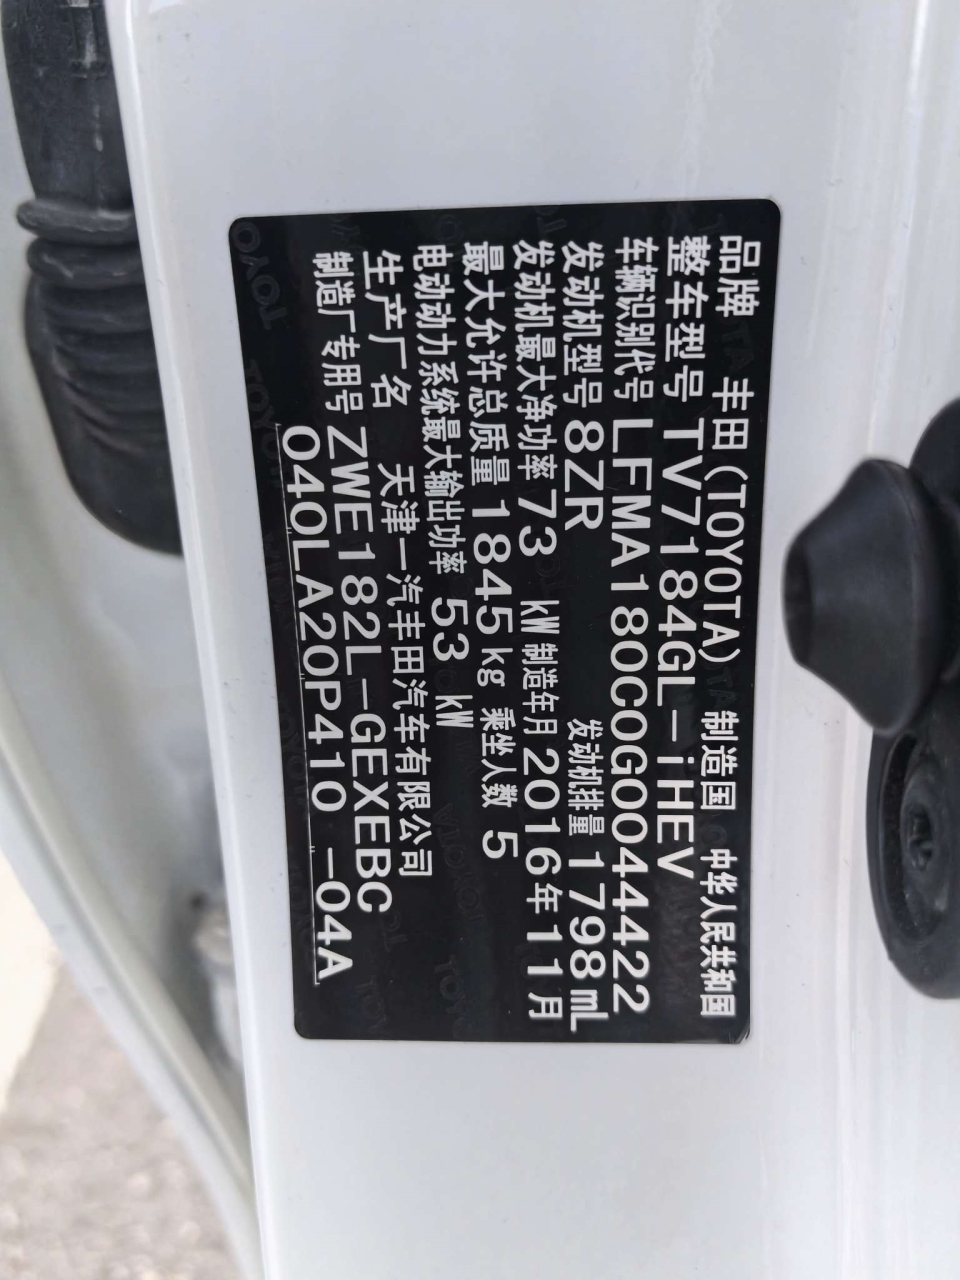 品牌 丰田(TOYOTA) 制造国 中华人民共和国
整车型号 TV7184GL-iHEV
车辆识别代号 LFMA180C0G0044422
发动机型号 8ZR 发动机排量 1798mL
发动机最大净功率 73 kW 制造年月 2016年11月
最大允许总质量 1845kg 乘坐人数 5
电动动力系统最大输出功率 53 kW
生产厂名 天津一汽丰田汽车有限公司
制造厂专用号 ZWE182L-GEXEBC
040LA20P410-04A